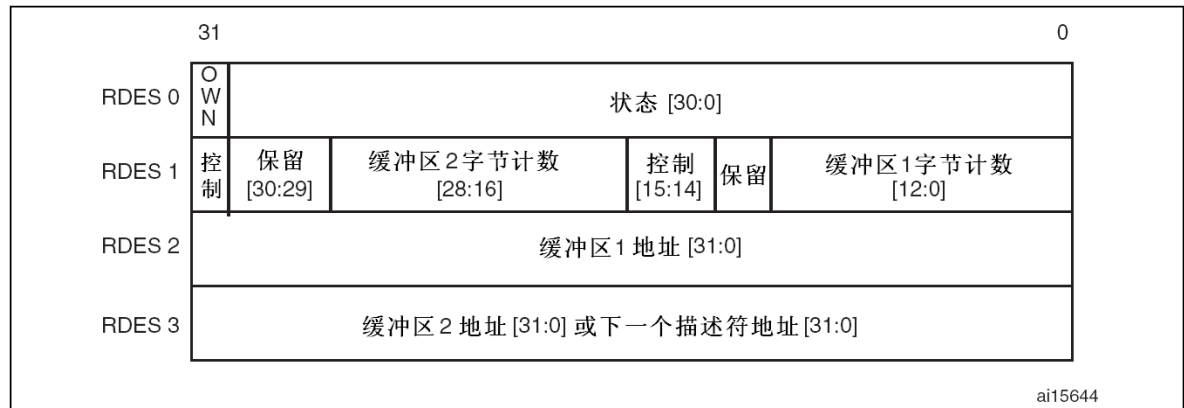 31 0
RDES 0 OWN 状态 [30:0]
RDES 1 控制 保留 [30:29] 缓冲区2字节计数 [28:16] 控制 [15:14] 保留 缓冲区1字节计数 [12:0]
RDES 2 缓冲区1地址 [31:0]
RDES 3 缓冲区2地址 [31:0] 或下一个描述符地址 [31:0]
ai15644